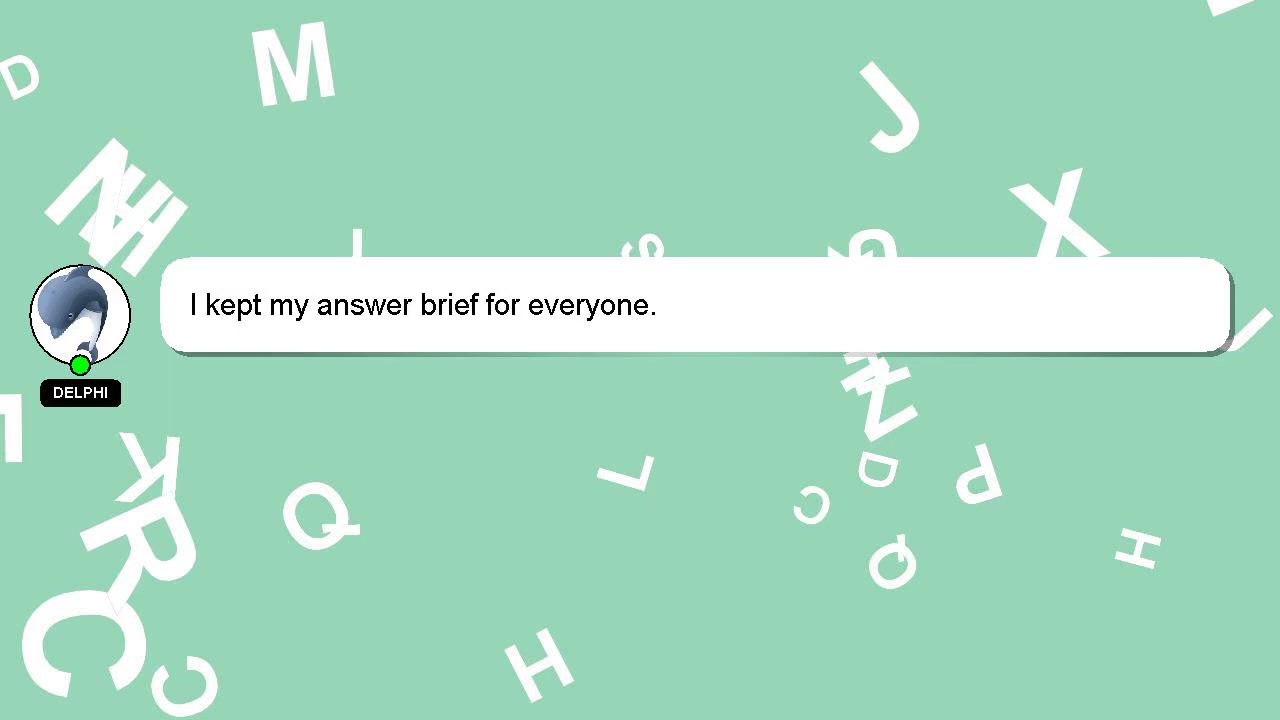 I kept my answer brief for everyone.
DELPHI
D
M
J
N
H
X
S
G
R
C
C
Q
L
C
D
Q
P
H
H
Z